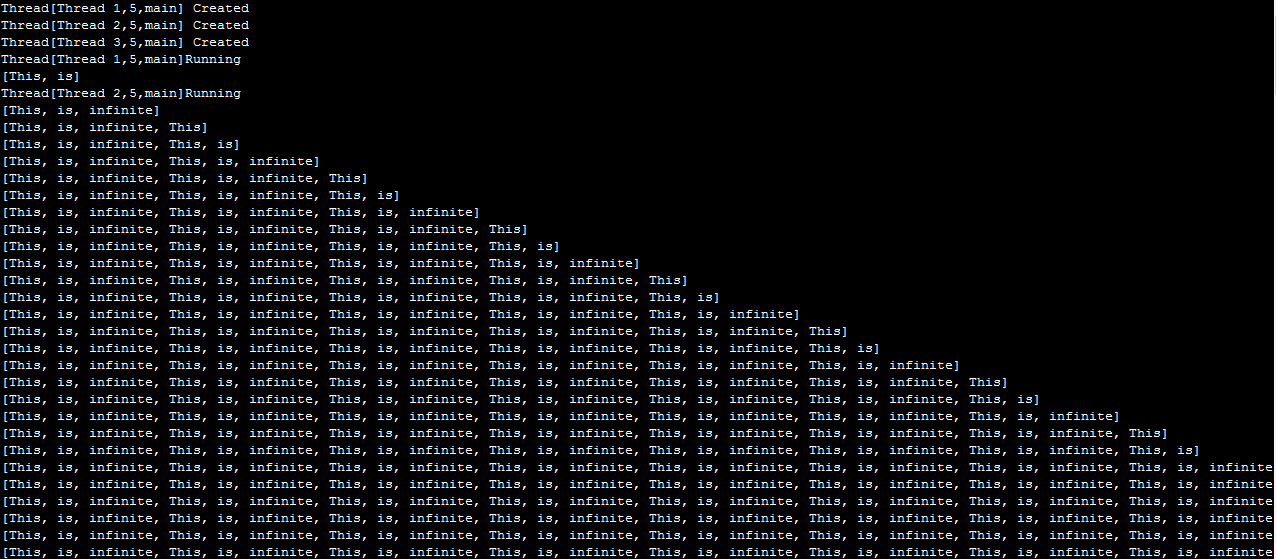 Thread[Thread 1,5,main] Created
Thread[Thread 2,5,main] Created
Thread[Thread 3,5,main] Created
Thread[Thread 1,5,main]Running
[This, is]
Thread[Thread 2,5,main]Running
[This, is, infinite]
[This, is, infinite, This]
[This, is, infinite, This, is]
[This, is, infinite, This, is, infinite]
[This, is, infinite, This, is, infinite, This]
[This, is, infinite, This, is, infinite, This, is]
[This, is, infinite, This, is, infinite, This, is, infinite]
[This, is, infinite, This, is, infinite, This, is, infinite, This]
[This, is, infinite, This, is, infinite, This, is, infinite, This, is]
[This, is, infinite, This, is, infinite, This, is, infinite, This, is, infinite]
[This, is, infinite, This, is, infinite, This, is, infinite, This, is, infinite, This]
[This, is, infinite, This, is, infinite, This, is, infinite, This, is, infinite, This, is]
[This, is, infinite, This, is, infinite, This, is, infinite, This, is, infinite, This, is, infinite]
[This, is, infinite, This, is, infinite, This, is, infinite, This, is, infinite, This, is, infinite, This]
[This, is, infinite, This, is, infinite, This, is, infinite, This, is, infinite, This, is, infinite, This, is]
[This, is, infinite, This, is, infinite, This, is, infinite, This, is, infinite, This, is, infinite, This, is, infinite]
[This, is, infinite, This, is, infinite, This, is, infinite, This, is, infinite, This, is, infinite, This, is, infinite, This]
[This, is, infinite, This, is, infinite, This, is, infinite, This, is, infinite, This, is, infinite, This, is, infinite, This, is]
[This, is, infinite, This, is, infinite, This, is, infinite, This, is, infinite, This, is, infinite, This, is, infinite, This, is, infinite]
[This, is, infinite, This, is, infinite, This, is, infinite, This, is, infinite, This, is, infinite, This, is, infinite, This, is, infinite, This]
[This, is, infinite, This, is, infinite, This, is, infinite, This, is, infinite, This, is, infinite, This, is, infinite, This, is, infinite, This, is]
[This, is, infinite, This, is, infinite, This, is, infinite, This, is, infinite, This, is, infinite, This, is, infinite, This, is, infinite, This, is, infinite
[This, is, infinite, This, is, infinite, This, is, infinite, This, is, infinite, This, is, infinite, This, is, infinite, This, is, infinite, This, is, infinite
[This, is, infinite, This, is, infinite, This, is, infinite, This, is, infinite, This, is, infinite, This, is, infinite, This, is, infinite, This, is, infinite
[This, is, infinite, This, is, infinite, This, is, infinite, This, is, infinite, This, is, infinite, This, is, infinite, This, is, infinite, This, is, infinite
[This, is, infinite, This, is, infinite, This, is, infinite, This, is, infinite, This, is, infinite, This, is, infinite, This, is, infinite, This, is, infinite
[This, is, infinite, This, is, infinite, This, is, infinite, This, is, infinite, This, is, infinite, This, is, infinite, This, is, infinite, This, is, infinite